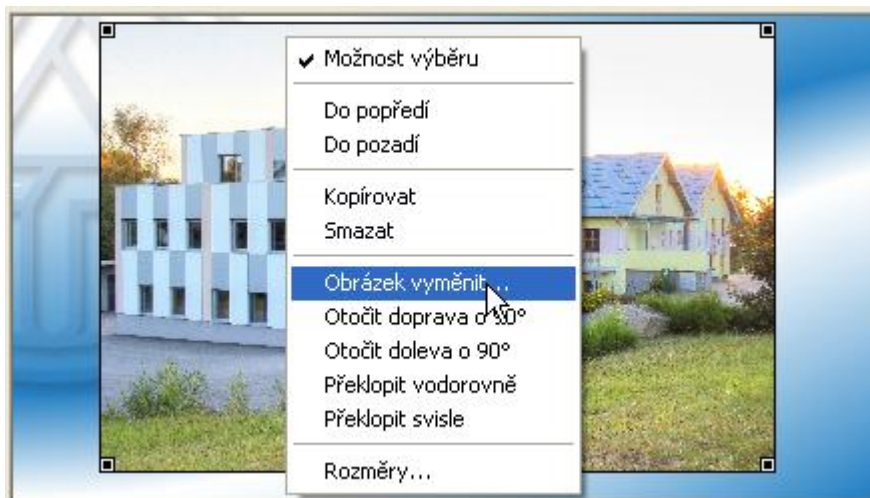 Možnost výběru
Do popředí
Do pozadí
Kopírovat
Smazat
Obrázek vyměnit...
Otočit doprava o 90°
Otočit doleva o 90°
Překlopit vodorovně
Překlopit svisle
Rozměry...